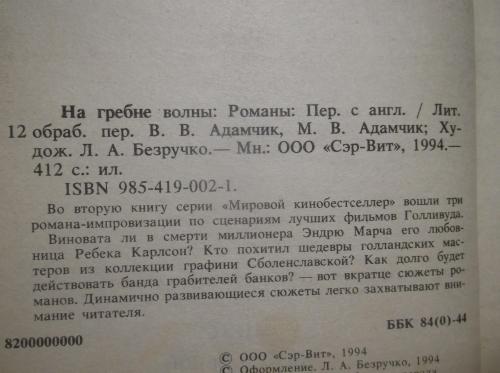 На гребне волны: Романы: Пер. с англ. / Лит.
12 обраб. пер. В. В. Адамчик, М. В. Адамчик; Ху-
дож. Л. А. Безручко.— Мн.: ООО «Сэр-Вит», 1994.—
412 с.: ил.
ISBN 985-419-002-1.
Во вторую книгу серии «Мировой кинобестселлер» вошли три
романа-импровизации по сценариям лучших фильмов Голливуда.
Виновата ли в смерти миллионера Эндрю Марча его любов-
ница Ребека Карлсон? Кто похитил шедевры голландских мас-
теров из коллекции графини Сболенславской? Как долго будет
действовать банда грабителей банков? — вот вкратце сюжеты ро-
манов. Динамично развивающиеся сюжеты легко захватывают вни-
мание читателя.
8200000000
ББК 84(0)-44
© ООО «Сэр-Вит», 1994
© Оформление. Л. А. Безручко, 1994